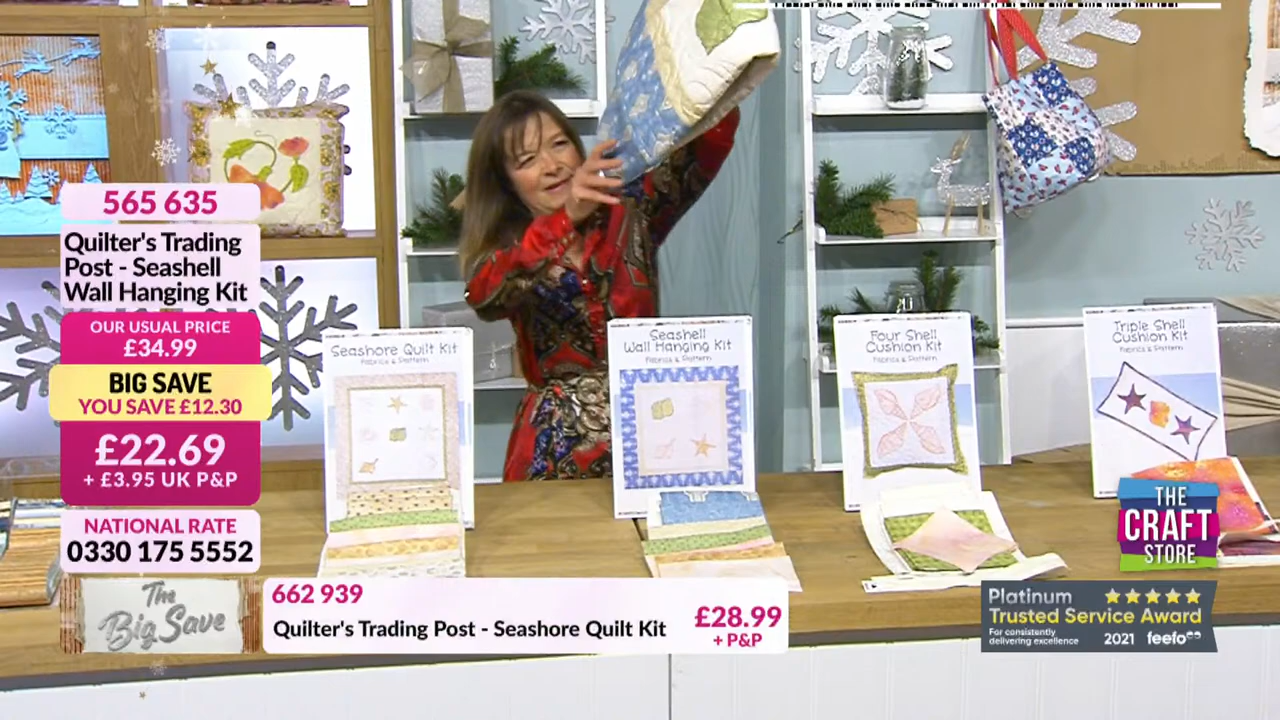 565 635
Quilter's Trading
Post - Seashell
Wall Hanging Kit
OUR USUAL PRICE
£34.99
BIG SAVE
YOU SAVE £12.30
£22.69
+ £3.95 UK P&P
NATIONAL RATE
0330 175 5552
The
Big Save
662 939
Quilter's Trading Post - Seashore Quilt Kit
£28.99
+ P&P
Seashore Quilt Kit
Fabrics & Pattern
Seashell
Wall Hanging Kit
Fabrics & Pattern
Four Shell
Cushion Kit
Fabrics & Pattern
Triple Shell
Cushion Kit
Fabrics & Pattern
THE
CRAFT
STORE
Platinum
Trusted Service Award
For consistently
delivering excellence
2021 feefo